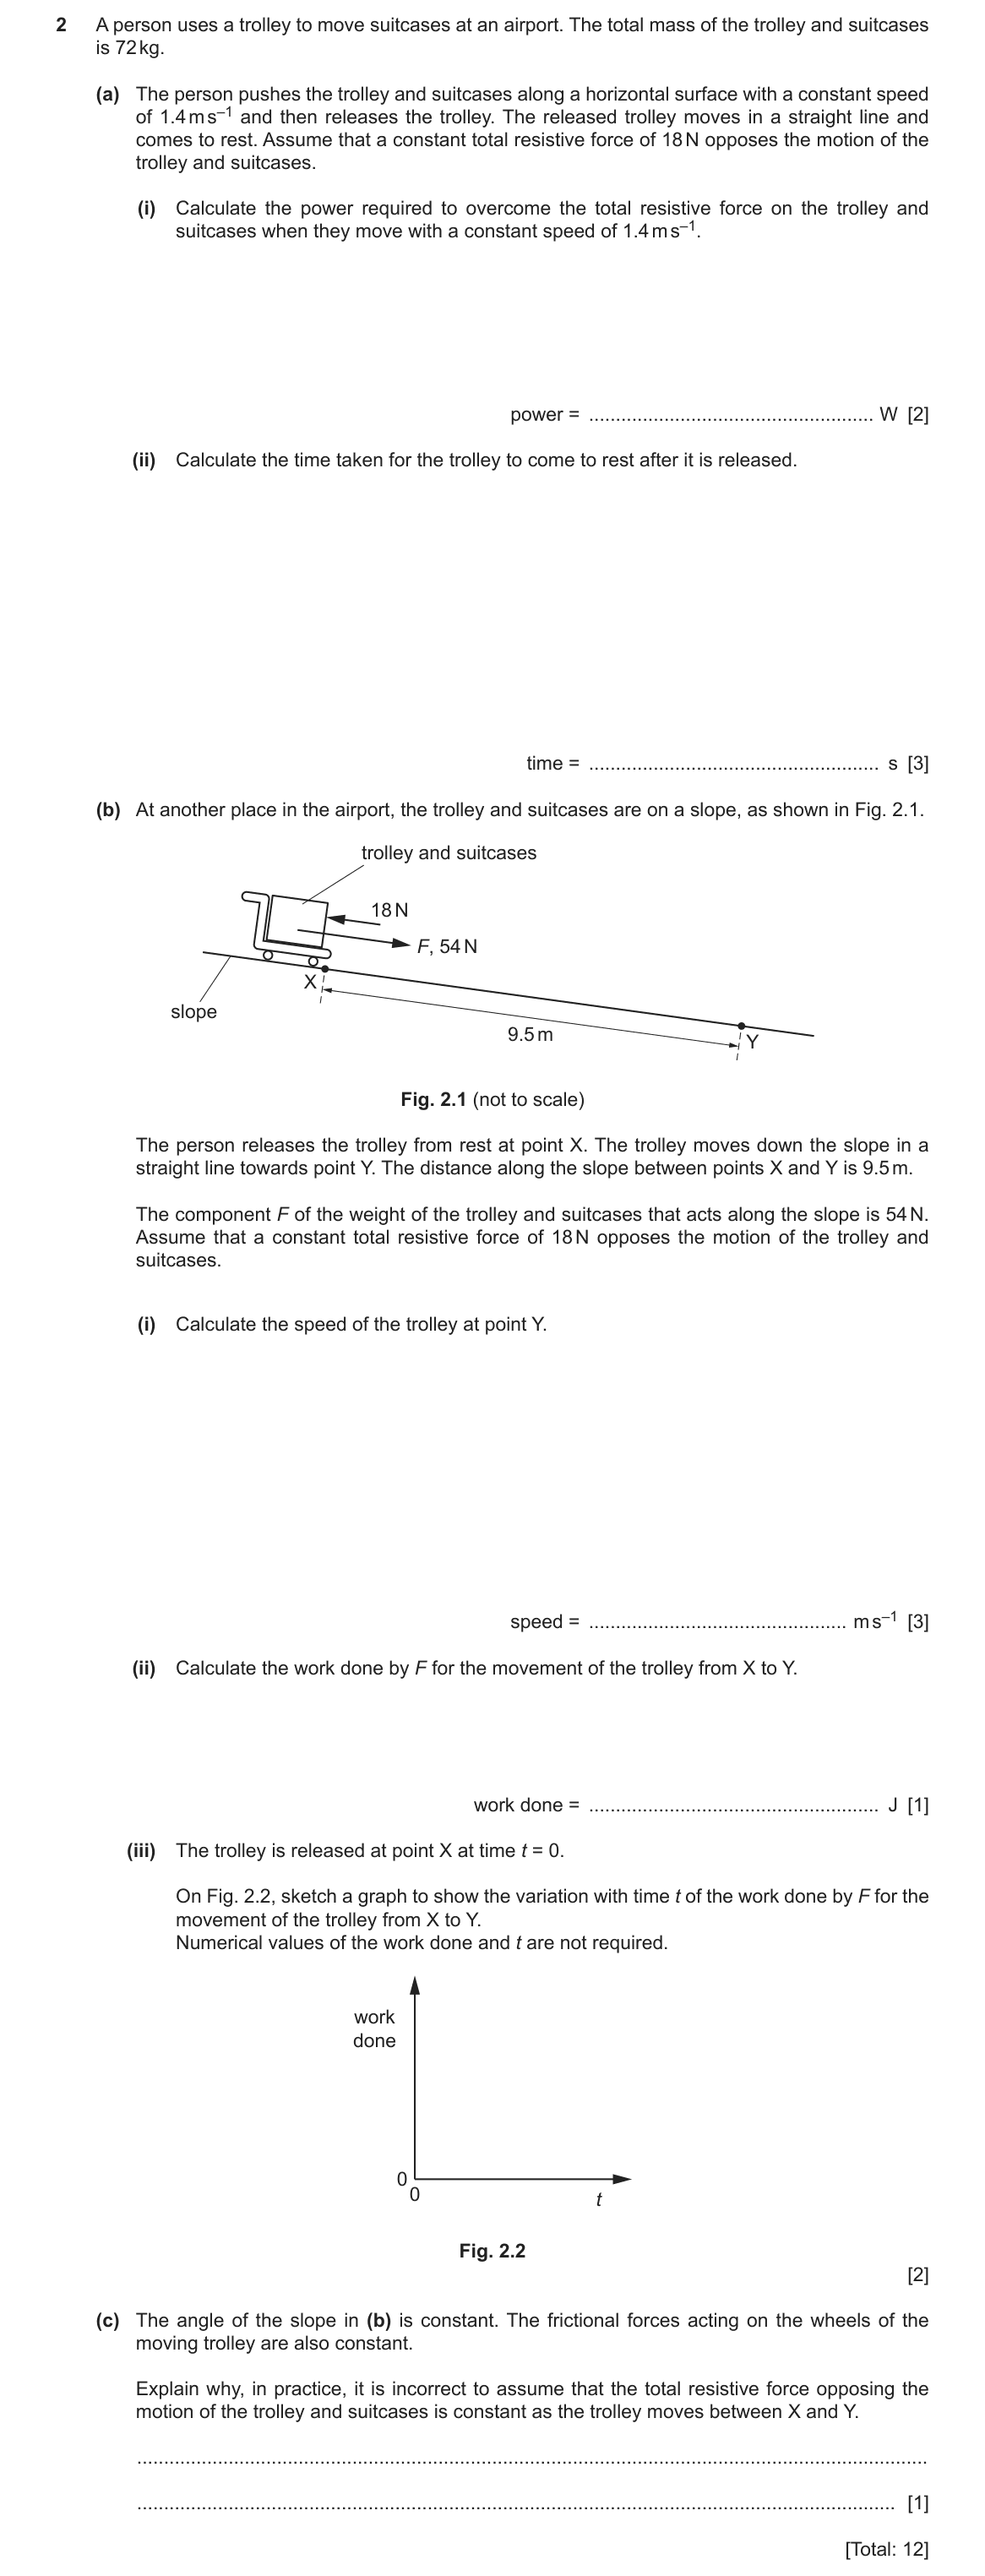 2 A person uses a trolley to move suitcases at an airport. The total mass of the trolley and suitcases
is 72 kg.
(a) The person pushes the trolley and suitcases along a horizontal surface with a constant speed
of 1.4 m s⁻¹ and then releases the trolley. The released trolley moves in a straight line and
comes to rest. Assume that a constant total resistive force of 18 N opposes the motion of the
trolley and suitcases.
(i) Calculate the power required to overcome the total resistive force on the trolley and
suitcases when they move with a constant speed of 1.4 m s⁻¹.
power = ..................................................... W [2]
(ii) Calculate the time taken for the trolley to come to rest after it is released.
time = ...................................................... s [3]
(b) At another place in the airport, the trolley and suitcases are on a slope, as shown in Fig. 2.1.
trolley and suitcases
18 N
F, 54 N
X
slope
9.5 m
Y
Fig. 2.1 (not to scale)
The person releases the trolley from rest at point X. The trolley moves down the slope in a
straight line towards point Y. The distance along the slope between points X and Y is 9.5 m.
The component F of the weight of the trolley and suitcases that acts along the slope is 54 N.
Assume that a constant total resistive force of 18 N opposes the motion of the trolley and
suitcases.
(i) Calculate the speed of the trolley at point Y.
speed = ................................................ m s⁻¹ [3]
(ii) Calculate the work done by F for the movement of the trolley from X to Y.
work done = ...................................................... J [1]
(iii) The trolley is released at point X at time t = 0.
On Fig. 2.2, sketch a graph to show the variation with time t of the work done by F for the
movement of the trolley from X to Y.
Numerical values of the work done and t are not required.
work
done
0
0
t
Fig. 2.2
[2]
(c) The angle of the slope in (b) is constant. The frictional forces acting on the wheels of the
moving trolley are also constant.
Explain why, in practice, it is incorrect to assume that the total resistive force opposing the
motion of the trolley and suitcases is constant as the trolley moves between X and Y.
...................................................................................................................................................
............................................................................................................................................. [1]
[Total: 12]